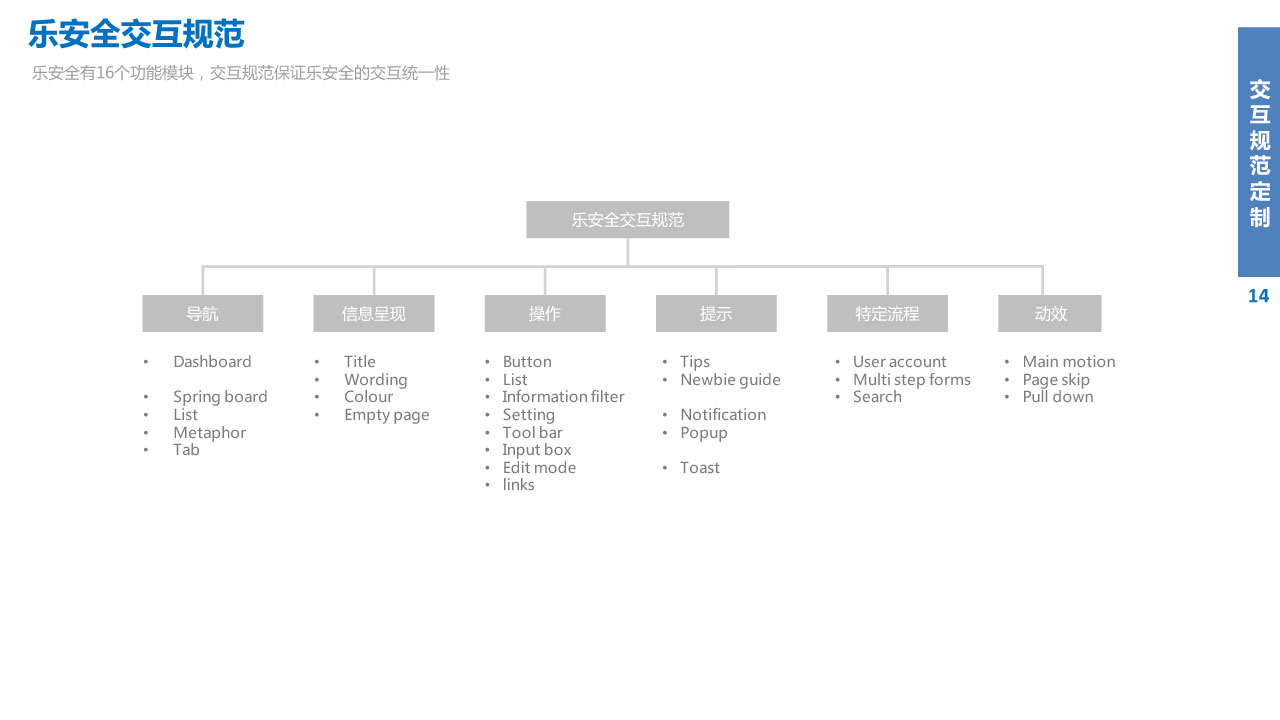 乐安全交互规范
乐安全有16个功能模块，交互规范保证乐安全的交互统一性
交互规范定制
14
乐安全交互规范
导航
信息呈现
操作
提示
特定流程
动效
• Dashboard
• Spring board
• List
• Metaphor
• Tab
• Title
• Wording
• Colour
• Empty page
• Button
• List
• Information filter
• Setting
• Tool bar
• Input box
• Edit mode
• links
• Tips
• Newbie guide
• Notification
• Popup
• Toast
• User account
• Multi step forms
• Search
• Main motion
• Page skip
• Pull down